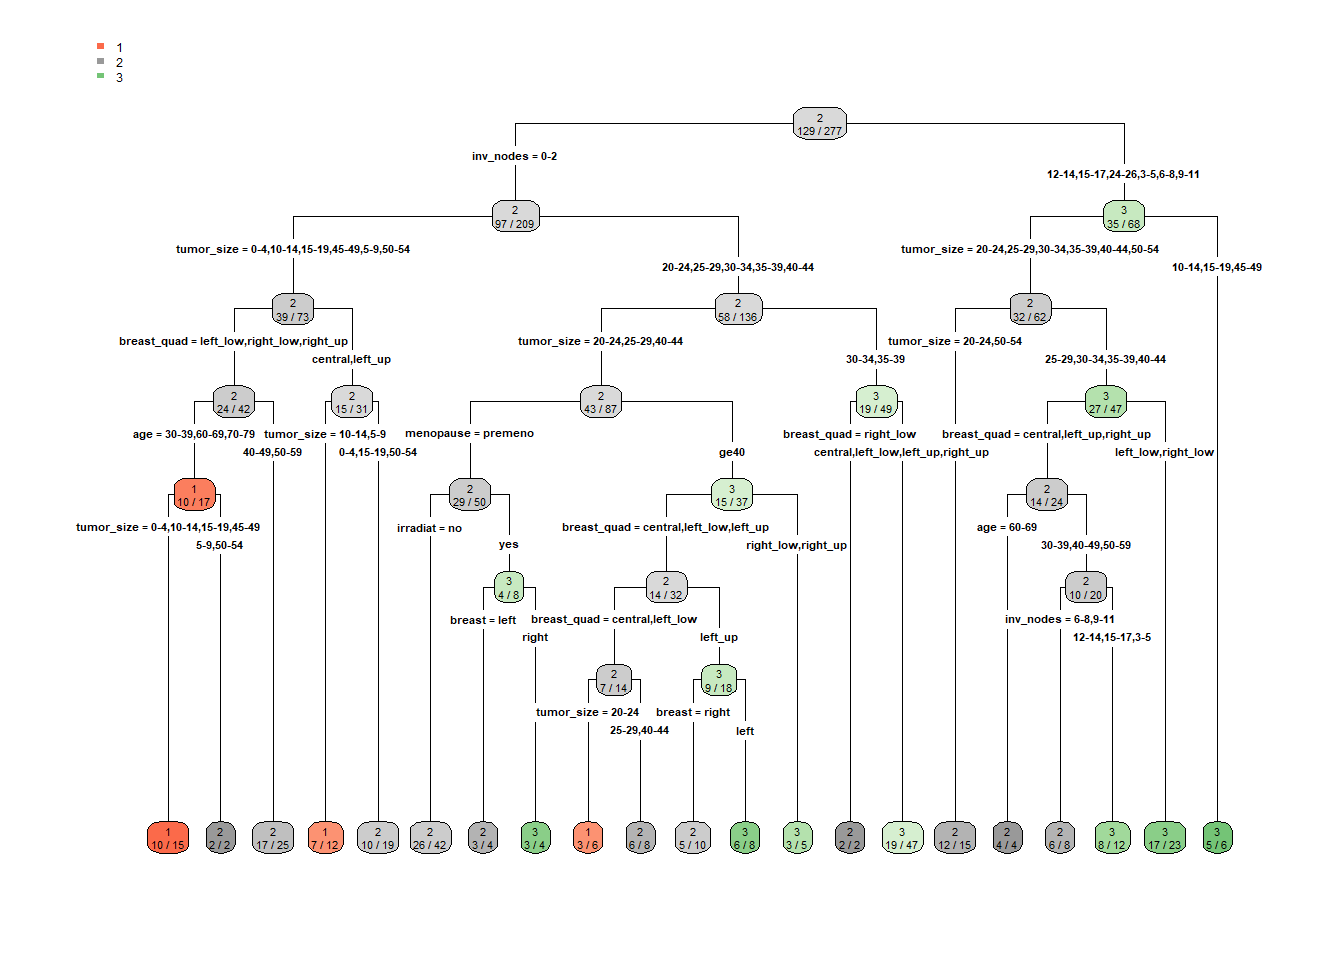 1
2
3
2
129 / 277
inv_nodes = 0-2
12-14,15-17,24-26,3-5,6-8,9-11
2
97 / 209
3
35 / 68
tumor_size = 0-4,10-14,15-19,45-49,5-9,50-54
20-24,25-29,30-34,35-39,40-44
tumor_size = 20-24,25-29,30-34,35-39,40-44,50-54
10-14,15-19,45-49
2
39 / 73
2
58 / 136
2
32 / 62
breast_quad = left_low,right_low,right_up
central,left_up
tumor_size = 20-24,25-29,40-44
30-34,35-39
tumor_size = 20-24,50-54
25-29,30-34,35-39,40-44
2
24 / 42
2
15 / 31
2
43 / 87
3
19 / 49
3
27 / 47
age = 30-39,60-69,70-79
40-49,50-59
tumor_size = 10-14,5-9
0-4,15-19,50-54
menopause = premeno
ge40
breast_quad = right_low
central,left_low,left_up,right_up
breast_quad = central,left_up,right_up
left_low,right_low
1
10 / 17
2
29 / 50
3
15 / 37
2
14 / 24
tumor_size = 0-4,10-14,15-19,45-49
5-9,50-54
irradiat = no
yes
breast_quad = central,left_low,left_up
right_low,right_up
age = 60-69
30-39,40-49,50-59
3
4 / 8
2
14 / 32
2
10 / 20
breast = left
right
breast_quad = central,left_low
left_up
inv_nodes = 6-8,9-11
12-14,15-17,3-5
2
7 / 14
3
9 / 18
tumor_size = 20-24
25-29,40-44
breast = right
left
1
10 / 15
2
2 / 2
2
17 / 25
1
7 / 12
2
10 / 19
2
26 / 42
2
3 / 4
3
3 / 4
1
3 / 6
2
6 / 8
2
5 / 10
3
6 / 8
3
3 / 5
2
2 / 2
3
19 / 47
2
12 / 15
2
4 / 4
2
6 / 8
3
8 / 12
3
17 / 23
3
5 / 6